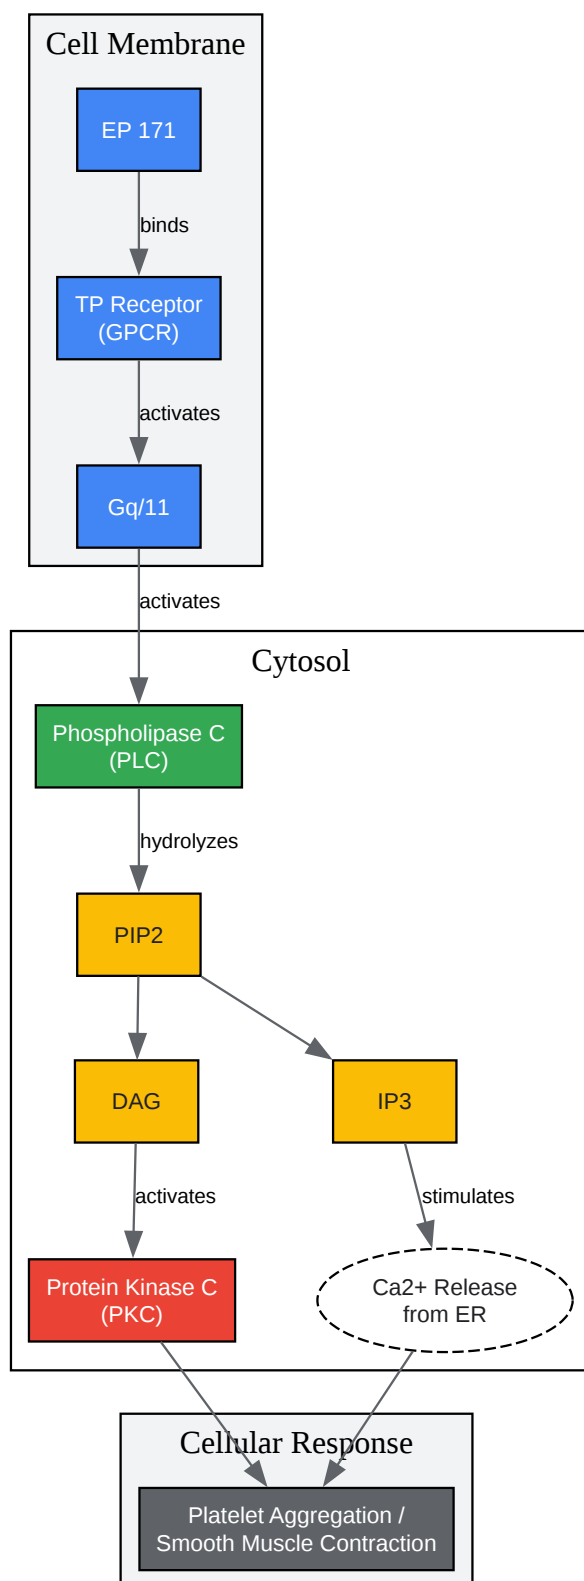 Cell Membrane
EP 171
binds
TP Receptor
(GPCR)
activates
Gq/11
activates
Cytosol
Phospholipase C
(PLC)
hydrolyzes
PIP2
DAG
IP3
activates
stimulates
Protein Kinase C
(PKC)
Ca2+ Release
from ER
Cellular Response
Platelet Aggregation /
Smooth Muscle Contraction